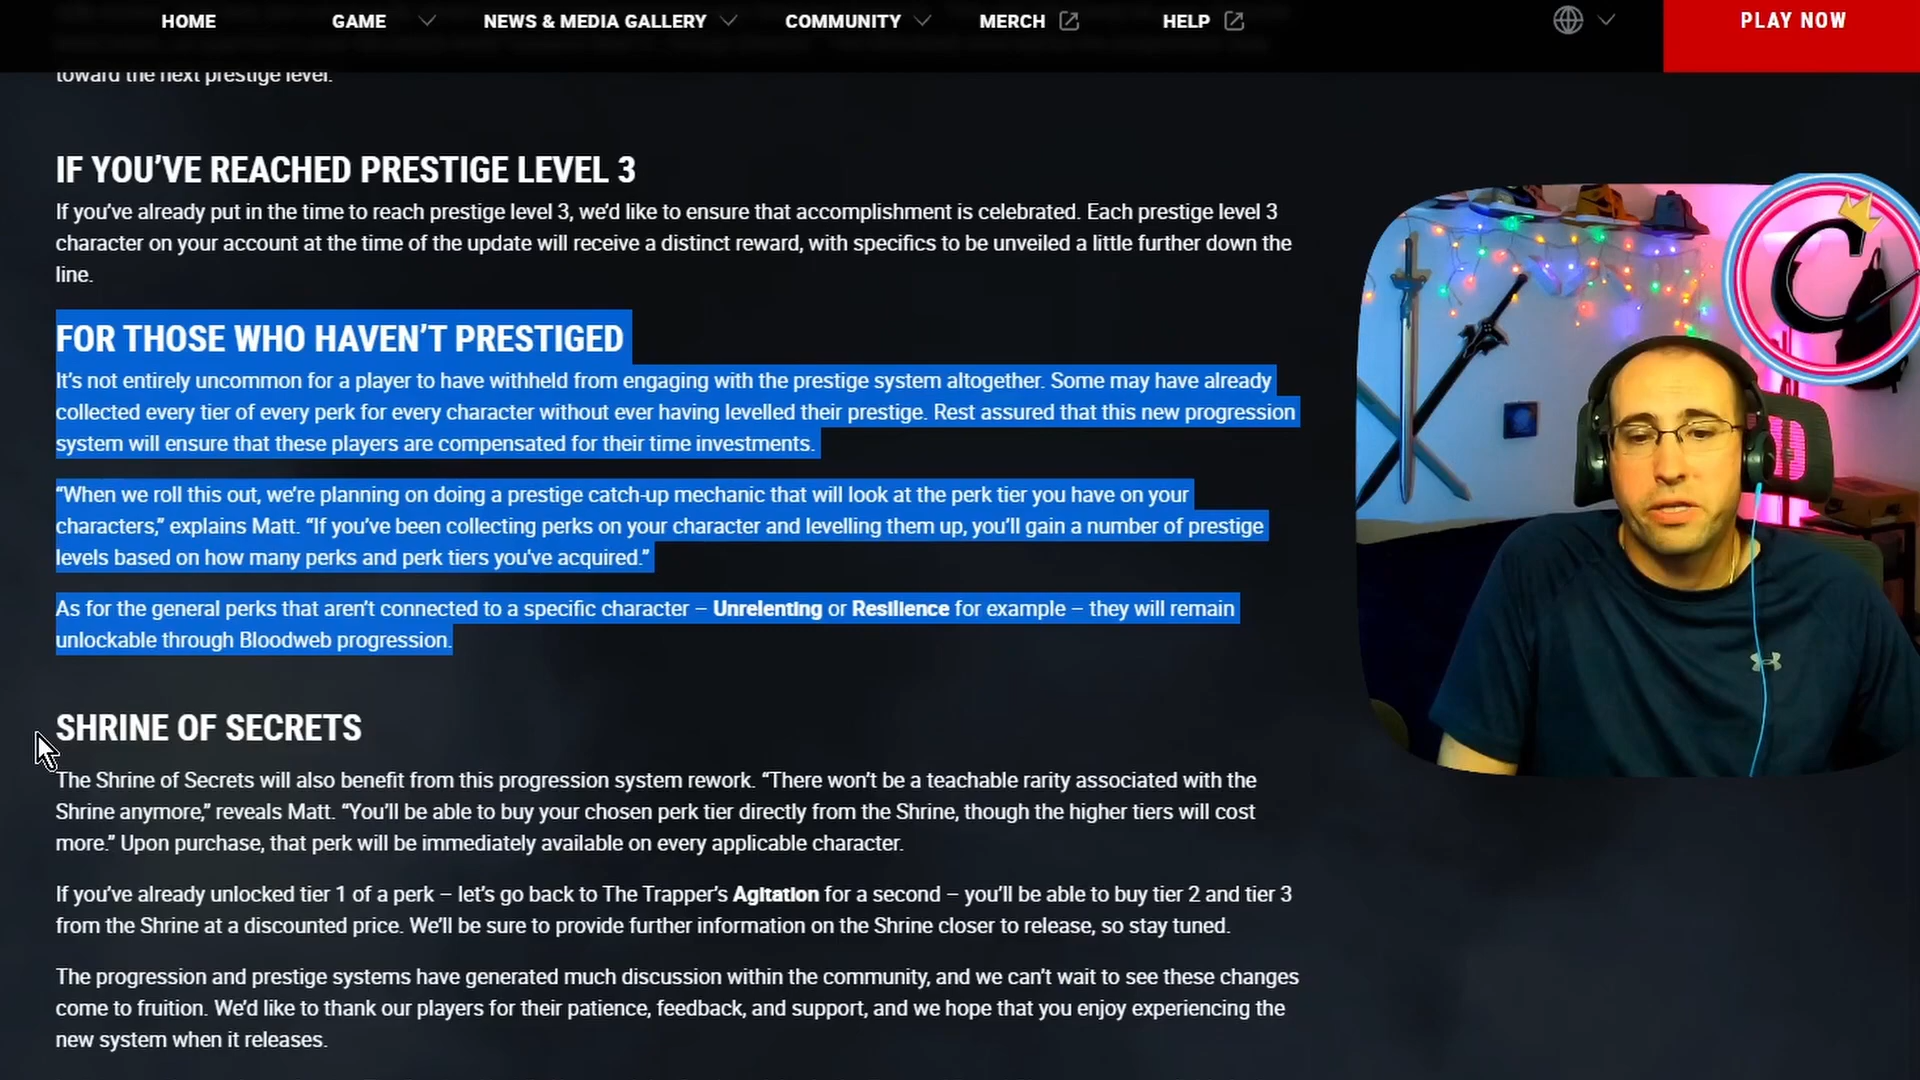 HOME
GAME
NEWS & MEDIA GALLERY
COMMUNITY
MERCH
HELP
PLAY NOW
toward the next prestige level.
IF YOU’VE REACHED PRESTIGE LEVEL 3
If you’ve already put in the time to reach prestige level 3, we’d like to ensure that accomplishment is celebrated. Each prestige level 3
character on your account at the time of the update will receive a distinct reward, with specifics to be unveiled a little further down the
line.
FOR THOSE WHO HAVEN’T PRESTIGED
It’s not entirely uncommon for a player to have withheld from engaging with the prestige system altogether. Some may have already
collected every tier of every perk for every character without ever having levelled their prestige. Rest assured that this new progression
system will ensure that these players are compensated for their time investments.
“When we roll this out, we’re planning on doing a prestige catch-up mechanic that will look at the perk tier you have on your
characters,” explains Matt. “If you’ve been collecting perks on your character and levelling them up, you’ll gain a number of prestige
levels based on how many perks and perk tiers you've acquired.”
As for the general perks that aren’t connected to a specific character – Unrelenting or Resilience for example – they will remain
unlockable through Bloodweb progression.
SHRINE OF SECRETS
The Shrine of Secrets will also benefit from this progression system rework. “There won’t be a teachable rarity associated with the
Shrine anymore,” reveals Matt. “You’ll be able to buy your chosen perk tier directly from the Shrine, though the higher tiers will cost
more.” Upon purchase, that perk will be immediately available on every applicable character.
If you’ve already unlocked tier 1 of a perk – let’s go back to The Trapper’s Agitation for a second – you’ll be able to buy tier 2 and tier 3
from the Shrine at a discounted price. We’ll be sure to provide further information on the Shrine closer to release, so stay tuned.
The progression and prestige systems have generated much discussion within the community, and we can’t wait to see these changes
come to fruition. We’d like to thank our players for their patience, feedback, and support, and we hope that you enjoy experiencing the
new system when it releases.
C